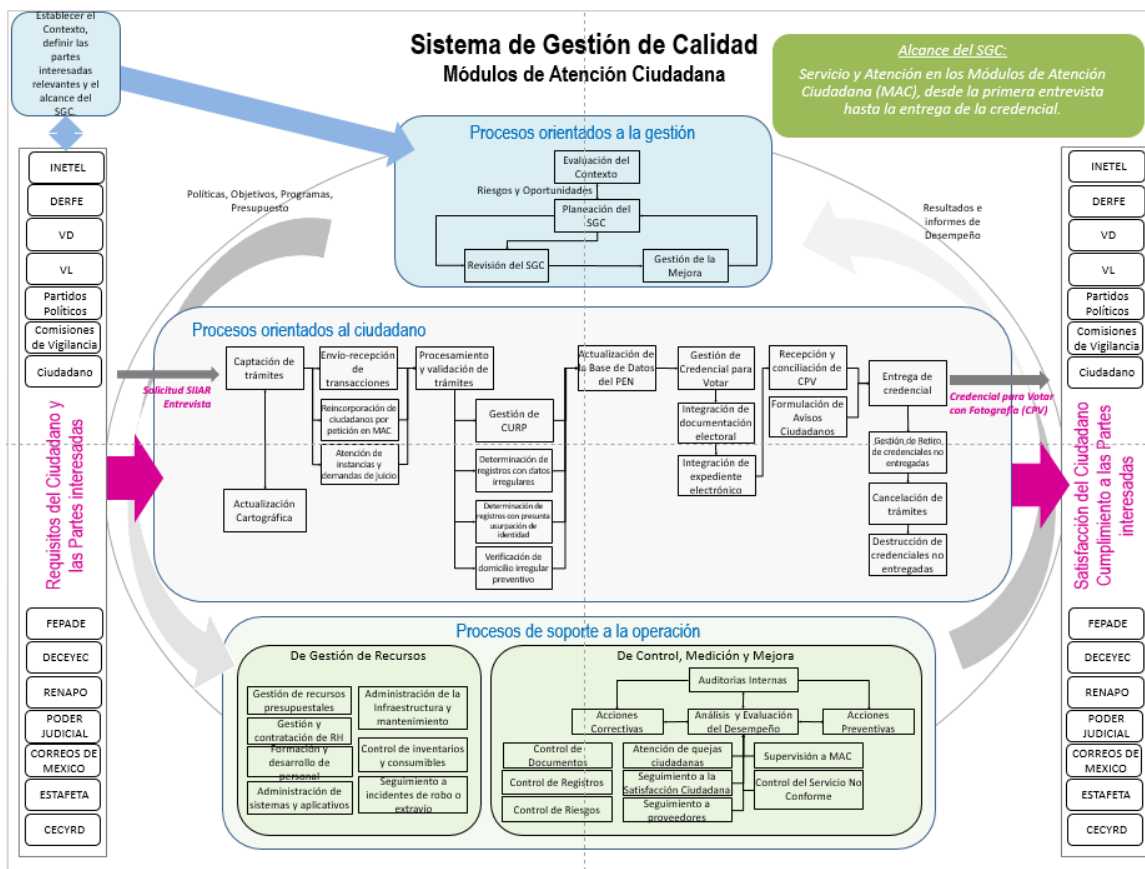 Establecer el
Contexto,
definir las
partes
interesadas
relevantes y el
alcance del
SGC.
Sistema de Gestión de Calidad
Módulos de Atención Ciudadana
Alcance del SGC:
Servicio y Atención en los Módulos de Atención
Ciudadana (MAC), desde la primera entrevista
hasta la entrega de la credencial.
INETEL
DERFE
VD
VL
Partidos
Políticos
Comisiones
de Vigilancia
Ciudadano
Requisitos del Ciudadano y
las Partes interesadas
FEPADE
DECEYEC
RENAPO
PODER
JUDICIAL
CORREOS DE
MEXICO
ESTAFETA
CECYRD
Políticas, Objetivos, Programas,
Presupuesto
Procesos orientados a la gestión
Evaluación del
Contexto
Riesgos y Oportunidades
Planeación del
SGC
Revisión del SGC
Gestión de la
Mejora
Resultados e
informes de
Desempeño
Solicitud SIIAR
Entrevista
Procesos orientados al ciudadano
Captación de
trámites
Actualización
Cartográfica
Envío-recepción
de
transacciones
Reincorporación de
ciudadanos por
petición en MAC
Atención de
instancias y
demandas de juicio
Procesamiento
y validación de
trámites
Gestión de
CURP
Determinación de
registros con datos
irregulares
Determinación de
registros con presunta
usurpación de
identidad
Verificación de
domicilio irregular
preventivo
Actualización de
la Base de Datos
del PEN
Gestión de
Credencial para
Votar
Integración de
documentación
electoral
Integración de
expediente
electrónico
Recepción y
conciliación de
CPV
Formulación de
Avisos
Ciudadanos
Entrega de
credencial
Gestión de Retiro
de credenciales no
entregadas
Cancelación de
trámites
Destrucción de
credenciales no
entregadas
Credencial para Votar
con Fotografía (CPV)
Procesos de soporte a la operación
De Gestión de Recursos
Gestión de recursos
presupuestales
Gestión y
contratación de RH
Formación y
desarrollo de
personal
Administración de
sistemas y aplicativos
Administración de la
Infraestructura y
mantenimiento
Control de inventarios
y consumibles
Seguimiento a
incidentes de robo o
extravío
De Control, Medición y Mejora
Auditorias Internas
Acciones
Correctivas
Análisis y Evaluación
del Desempeño
Acciones
Preventivas
Control de
Documentos
Control de Registros
Control de Riesgos
Atención de quejas
ciudadanas
Seguimiento a la
Satisfacción Ciudadana
Seguimiento a
proveedores
Supervisión a MAC
Control del Servicio No
Conforme
INETEL
DERFE
VD
VL
Partidos
Políticos
Comisiones
de Vigilancia
Ciudadano
Satisfacción del Ciudadano
Cumplimiento a las Partes
interesadas
FEPADE
DECEYEC
RENAPO
PODER
JUDICIAL
CORREOS DE
MEXICO
ESTAFETA
CECYRD